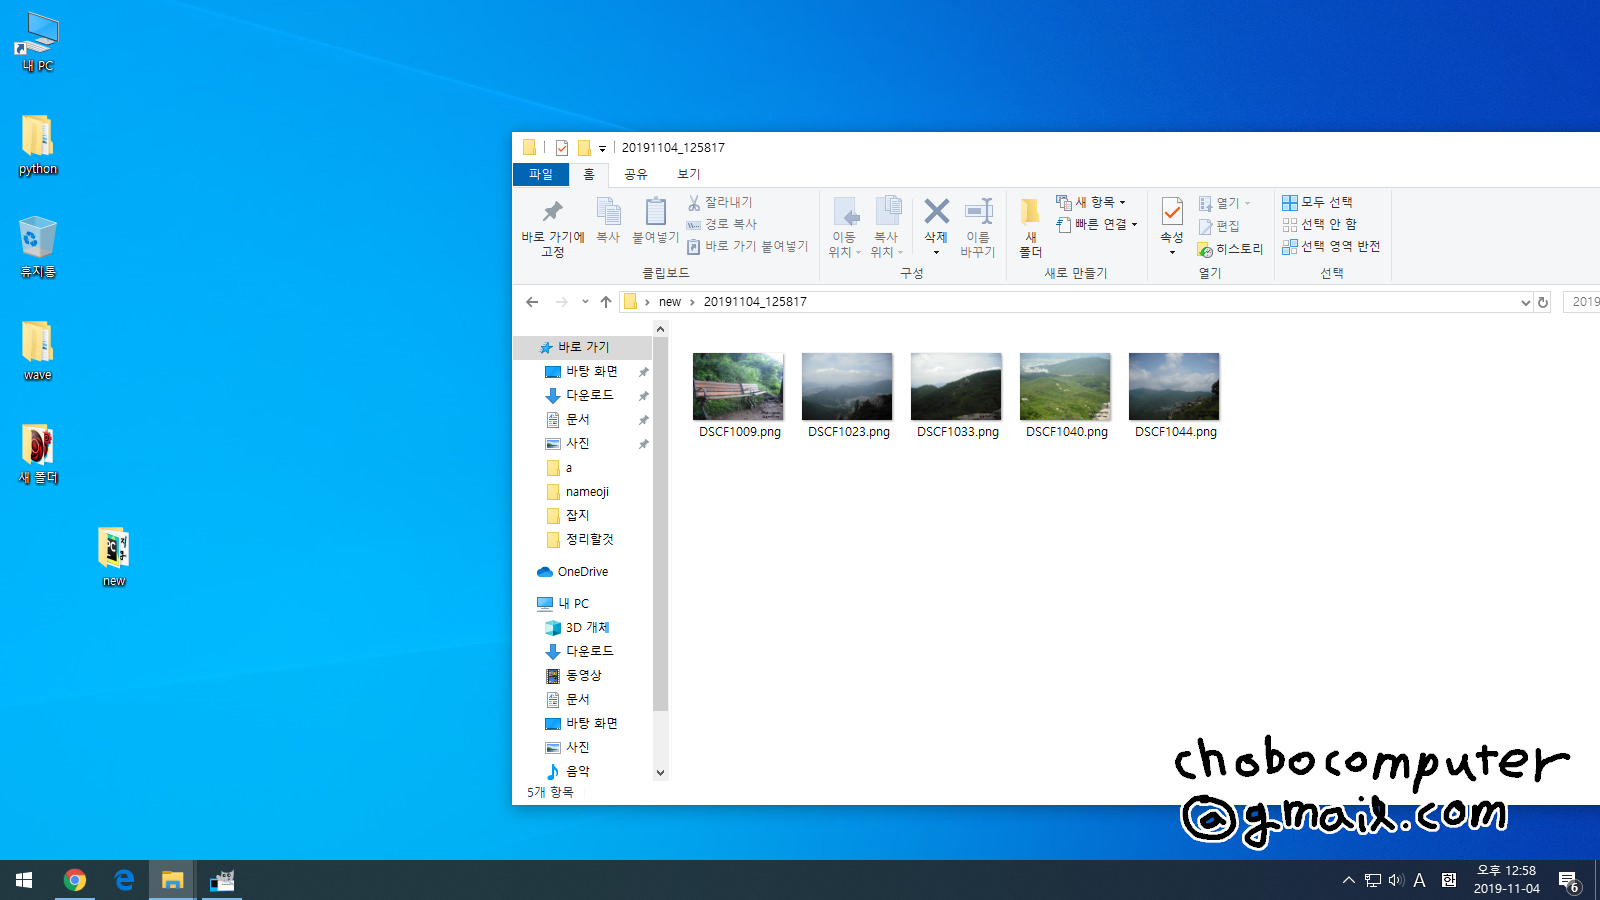 내 PC
python
휴지통
wave
새 폴더
new
20191104_125817
파일 홈 공유 보기
바로 가기에 고정
복사
붙여넣기
잘라내기
경로 복사
바로 가기 붙여넣기
클립보드
이동 위치
복사 위치
삭제
이름 바꾸기
구성
새 폴더
새 항목
빠른 연결
새로 만들기
속성
열기
편집
히스토리
열기
모두 선택
선택 안 함
선택 영역 반전
선택
new 20191104_125817
2019
바로 가기
바탕 화면
다운로드
문서
사진
a
nameoji
잡지
정리할것
OneDrive
내 PC
3D 개체
다운로드
동영상
문서
바탕 화면
사진
음악
5개 항목
DSCF1009.png DSCF1023.png DSCF1033.png DSCF1040.png DSCF1044.png
chobocomputer
@gmail.com
A 한
오후 12:58
2019-11-04
6